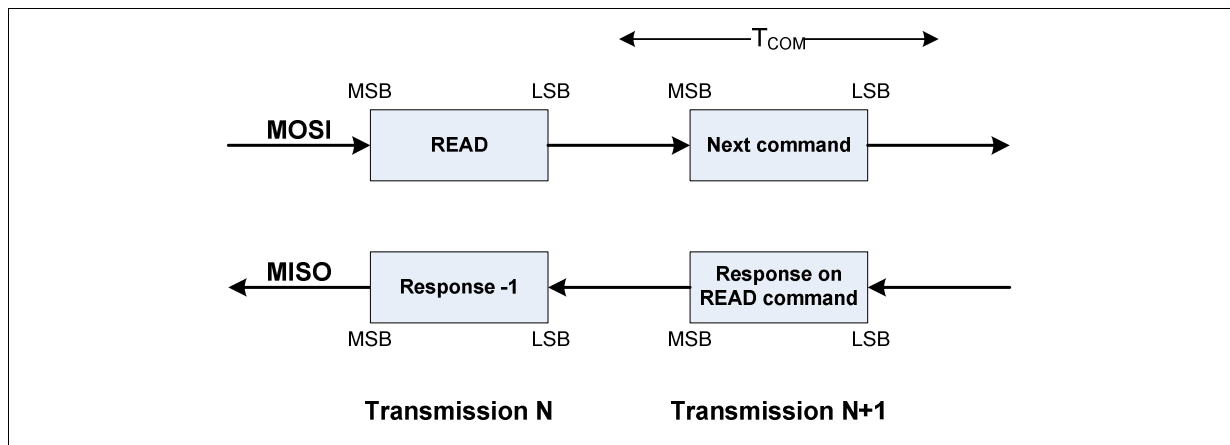 T_COM
MSB LSB MSB LSB
MOSI READ Next command
MISO Response -1 Response on
READ command
MSB LSB MSB LSB
Transmission N Transmission N+1